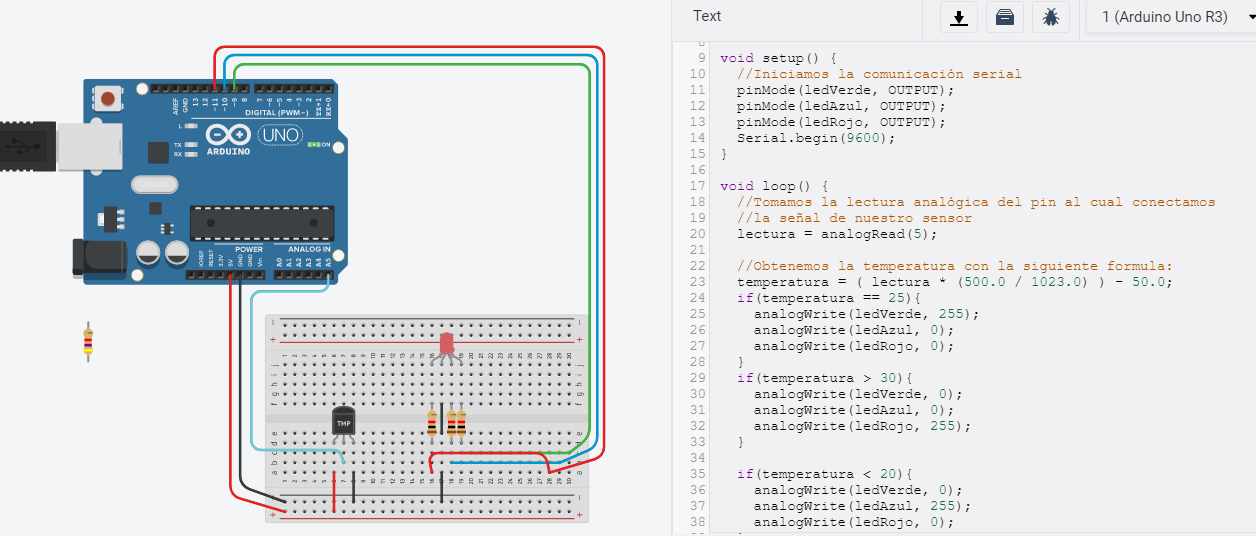 Text
1 (Arduino Uno R3)
8
9 void setup() {
10 //Iniciamos la comunicación serial
11 pinMode(ledVerde, OUTPUT);
12 pinMode(ledAzul, OUTPUT);
13 pinMode(ledRojo, OUTPUT);
14 Serial.begin(9600);
15 }
16
17 void loop() {
18 //Tomamos la lectura analógica del pin al cual conectamos
19 //la señal de nuestro sensor
20 lectura = analogRead(5);
21
22 //Obtenemos la temperatura con la siguiente formula:
23 temperatura = ( lectura * (500.0 / 1023.0) ) - 50.0;
24 if(temperatura == 25){
25 analogWrite(ledVerde, 255);
26 analogWrite(ledAzul, 0);
27 analogWrite(ledRojo, 0);
28 }
29 if(temperatura > 30){
30 analogWrite(ledVerde, 0);
31 analogWrite(ledAzul, 0);
32 analogWrite(ledRojo, 255);
33 }
34
35 if(temperatura < 20){
36 analogWrite(ledVerde, 0);
37 analogWrite(ledAzul, 255);
38 analogWrite(ledRojo, 0);
AREF GND 13 12 ~11 ~10 ~9 8 7 ~6 ~5 4 ~3 2 TX→1 RX←0
DIGITAL (PWM~)
L
TX
RX
UNO
ON
ARDUINO
POWER
ANALOG IN
IOREF RESET 3.3V 5V GND GND Vin A0 A1 A2 A3 A4 A5
TMP